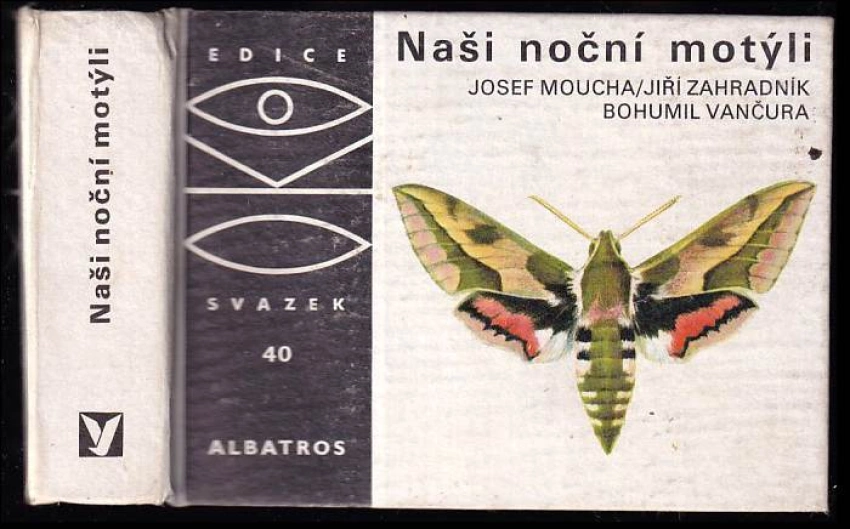 Naši noční motýli
EDICE
SVAZEK
40
ALBATROS
Naši noční motýli
JOSEF MOUCHA/JIŘÍ ZAHRADNÍK
BOHUMIL VANČURA